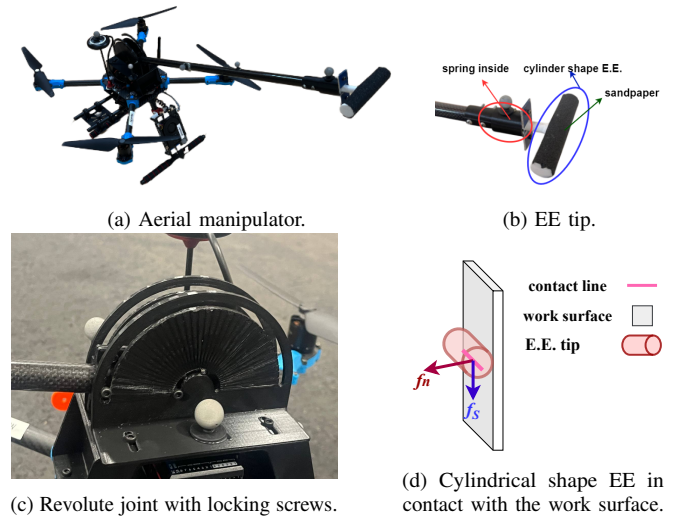 spring inside
cylinder shape E.E.
sandpaper
(a) Aerial manipulator.
(b) EE tip.
contact line
work surface
E.E. tip
fn
fs
(c) Revolute joint with locking screws.
(d) Cylindrical shape EE in
contact with the work surface.